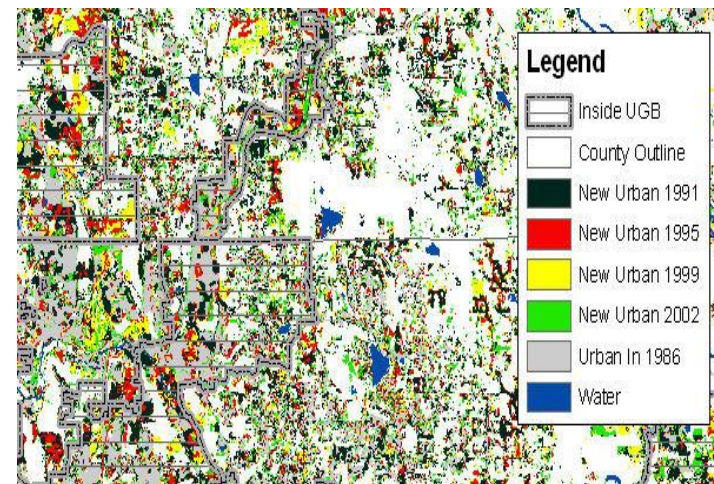 Legend
Inside UGB
County Outline
New Urban 1991
New Urban 1995
New Urban 1999
New Urban 2002
Urban In 1986
Water